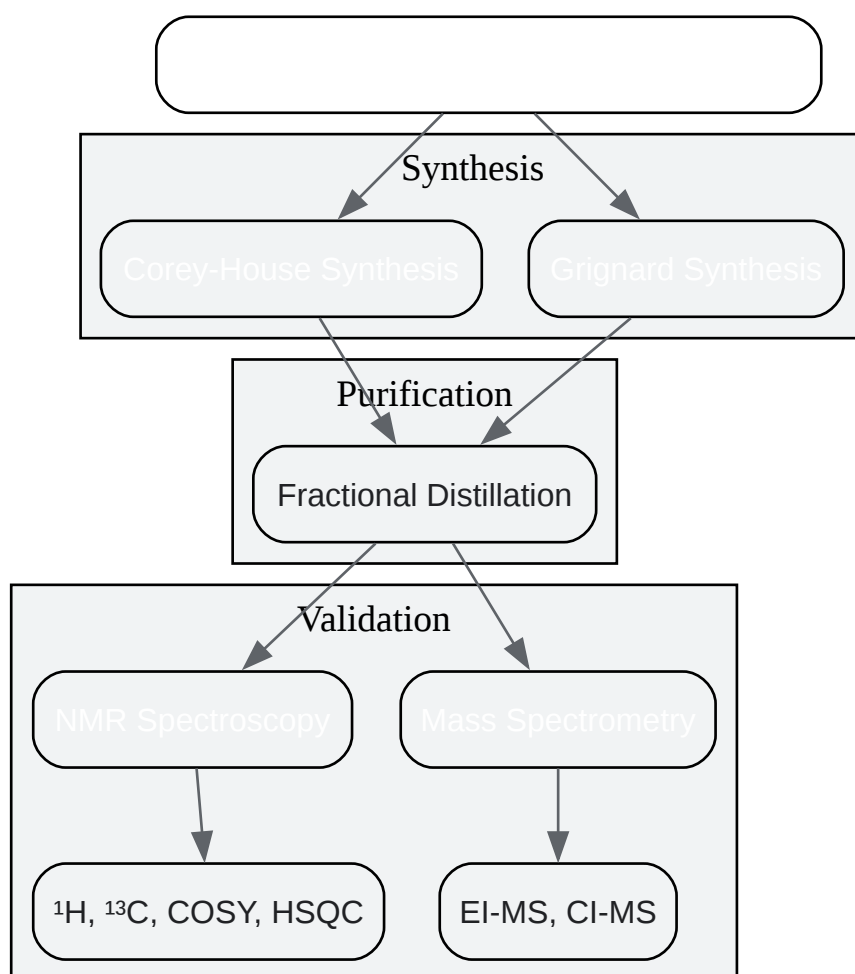 Synthesis
Corey-House Synthesis
Grignard Synthesis
Purification
Fractional Distillation
Validation
NMR Spectroscopy
Mass Spectrometry
¹H, ¹³C, COSY, HSQC
EI-MS, CI-MS